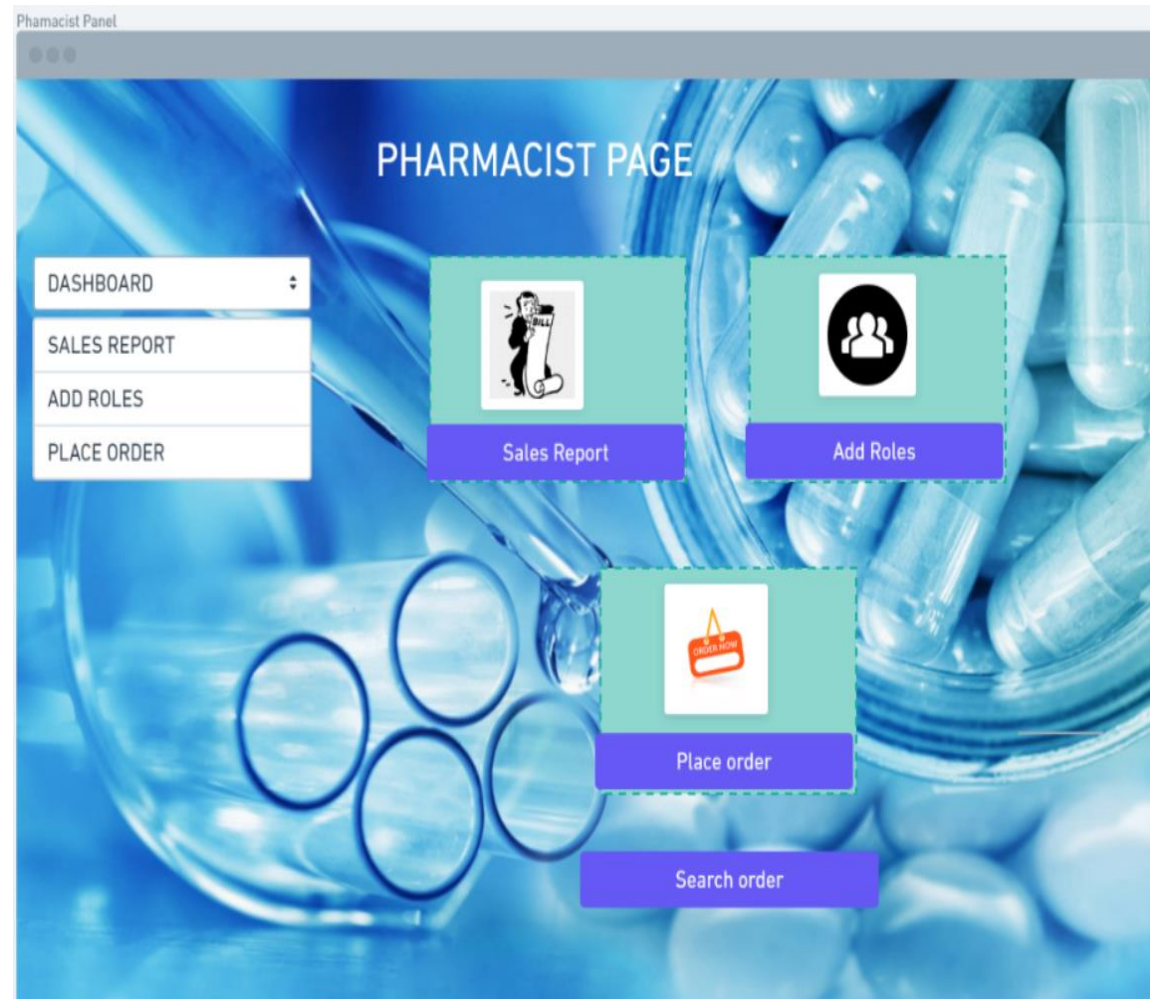 Phamacist Panel
PHARMACIST PAGE
DASHBOARD
SALES REPORT
ADD ROLES
PLACE ORDER
BILL
Sales Report
Add Roles
ORDER NOW
Place order
Search order